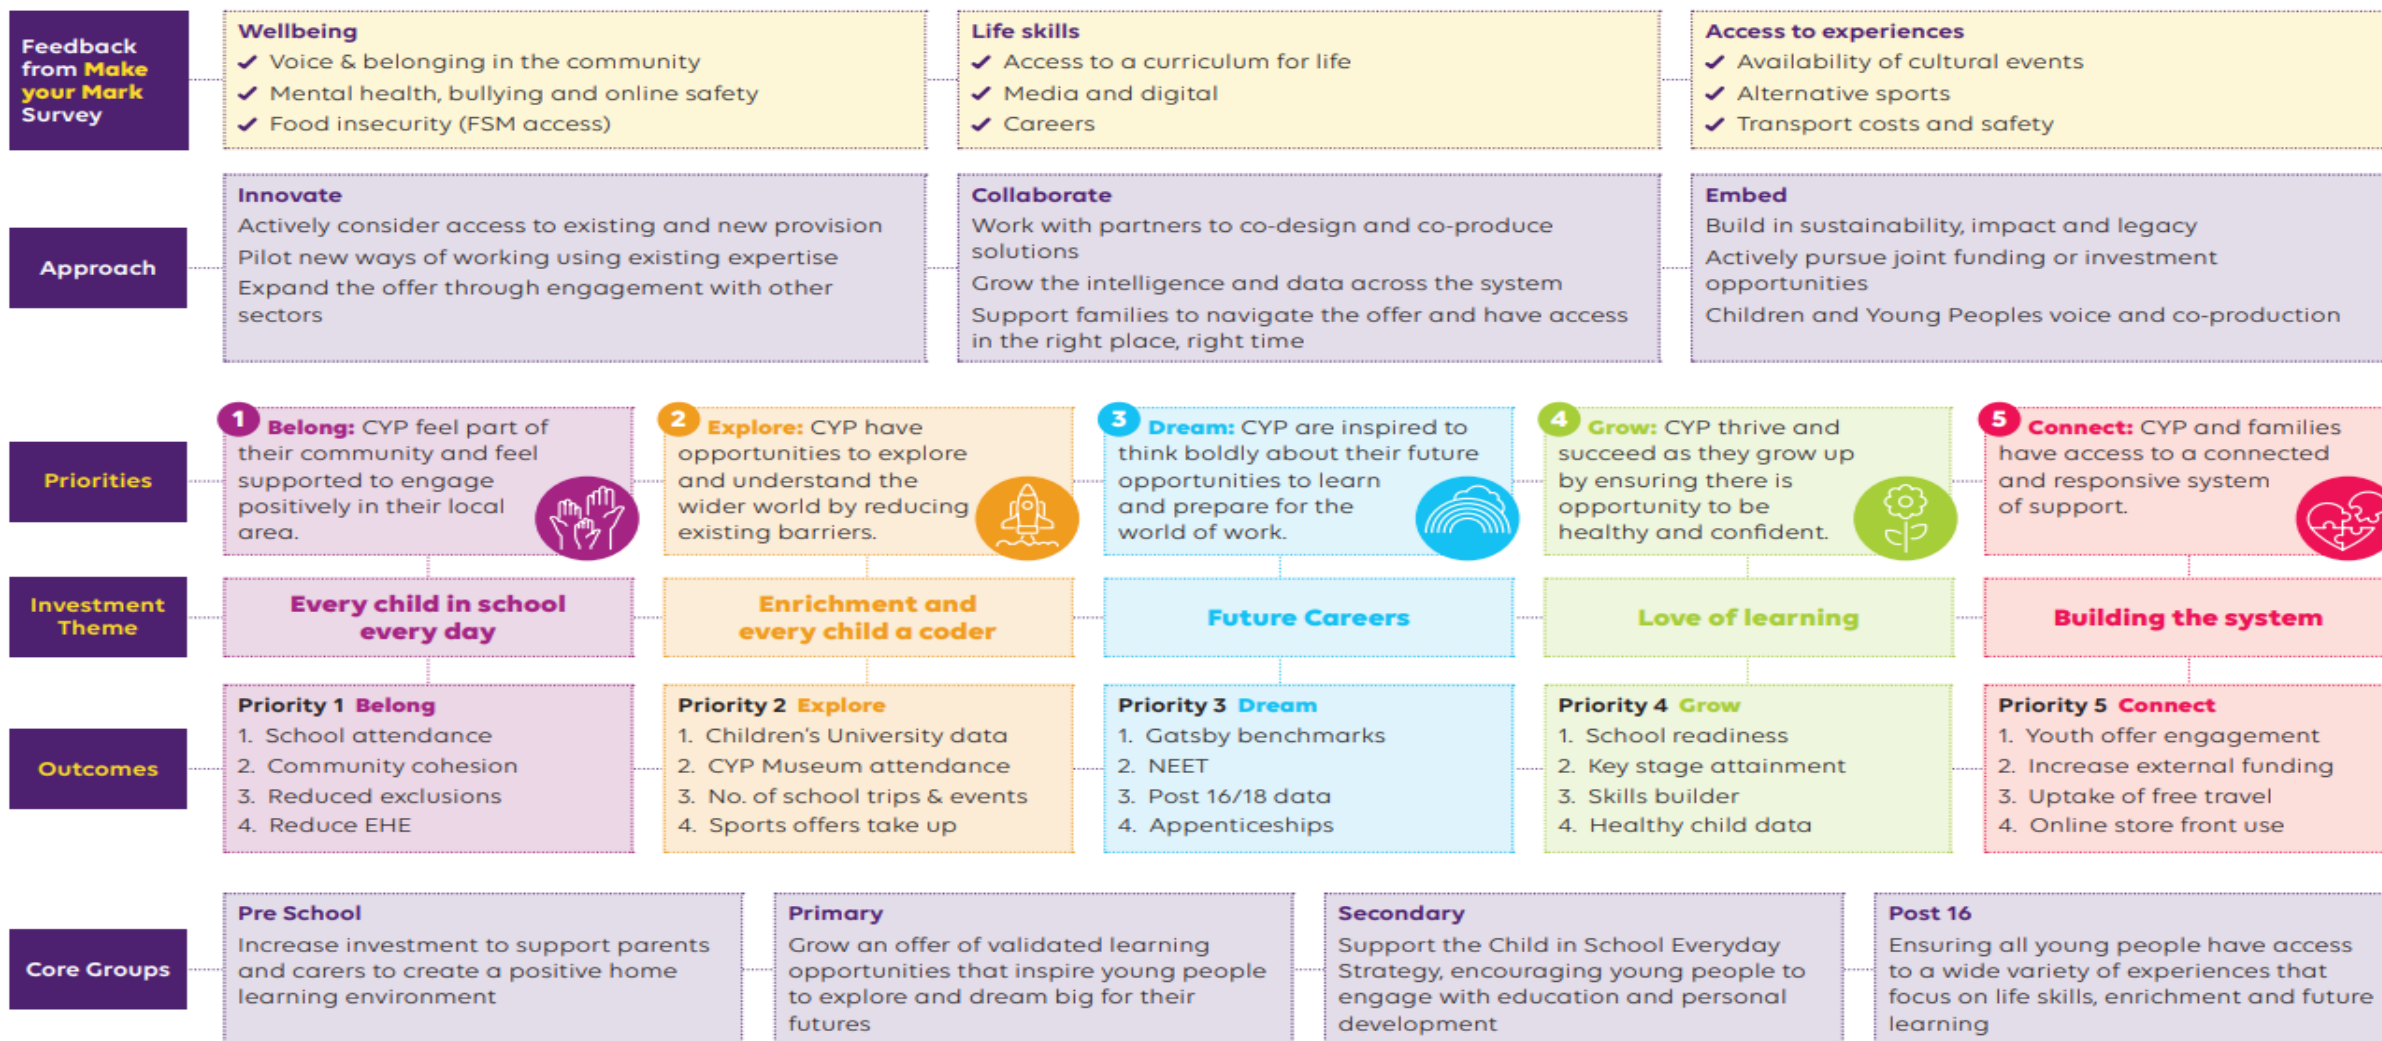 Feedback
from Make
your Mark
Survey
Wellbeing
✓ Voice & belonging in the community
✓ Mental health, bullying and online safety
✓ Food insecurity (FSM access)
Life skills
✓ Access to a curriculum for life
✓ Media and digital
✓ Careers
Access to experiences
✓ Availability of cultural events
✓ Alternative sports
✓ Transport costs and safety
Approach
Innovate
Actively consider access to existing and new provision
Pilot new ways of working using existing expertise
Expand the offer through engagement with other
sectors
Collaborate
Work with partners to co-design and co-produce
solutions
Grow the intelligence and data across the system
Support families to navigate the offer and have access
in the right place, right time
Embed
Build in sustainability, impact and legacy
Actively pursue joint funding or investment
opportunities
Children and Young Peoples voice and co-production
Priorities
1 Belong: CYP feel part of
their community and feel
supported to engage
positively in their local
area.
2 Explore: CYP have
opportunities to explore
and understand the
wider world by reducing
existing barriers.
3 Dream: CYP are inspired to
think boldly about their future
opportunities to learn
and prepare for the
world of work.
4 Grow: CYP thrive and
succeed as they grow up
by ensuring there is
opportunity to be
healthy and confident.
5 Connect: CYP and families
have access to a connected
and responsive system
of support.
Investment
Theme
Every child in school
every day
Enrichment and
every child a coder
Future Careers
Love of learning
Building the system
Outcomes
Priority 1 Belong
1. School attendance
2. Community cohesion
3. Reduced exclusions
4. Reduce EHE
Priority 2 Explore
1. Children's University data
2. CYP Museum attendance
3. No. of school trips & events
4. Sports offers take up
Priority 3 Dream
1. Gatsby benchmarks
2. NEET
3. Post 16/18 data
4. Appenticeships
Priority 4 Grow
1. School readiness
2. Key stage attainment
3. Skills builder
4. Healthy child data
Priority 5 Connect
1. Youth offer engagement
2. Increase external funding
3. Uptake of free travel
4. Online store front use
Core Groups
Pre School
Increase investment to support parents
and carers to create a positive home
learning environment
Primary
Grow an offer of validated learning
opportunities that inspire young people
to explore and dream big for their
futures
Secondary
Support the Child in School Everyday
Strategy, encouraging young people to
engage with education and personal
development
Post 16
Ensuring all young people have access
to a wide variety of experiences that
focus on life skills, enrichment and future
learning